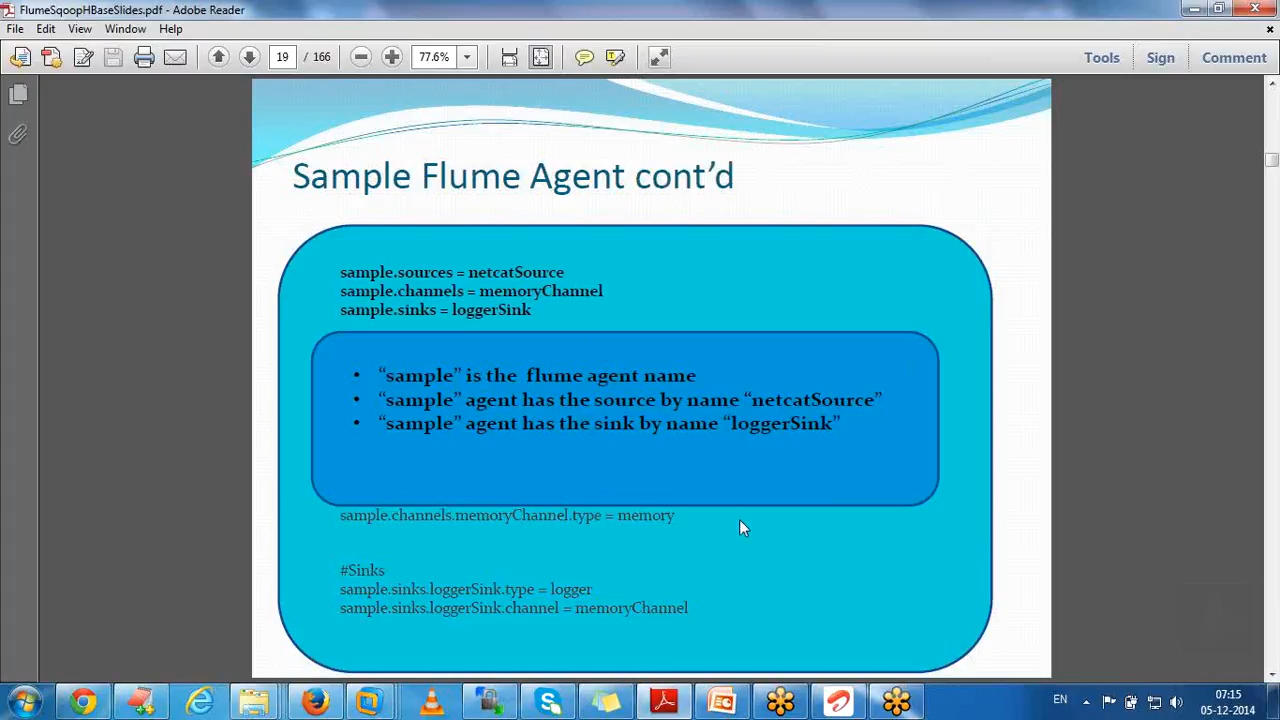 FlumeSqoopHBaseSlides.pdf - Adobe Reader
File Edit View Window Help
19 / 166 77.6% Tools Sign Comment
Sample Flume Agent cont’d
sample.sources = netcatSource
sample.channels = memoryChannel
sample.sinks = loggerSink
• “sample” is the flume agent name
• “sample” agent has the source by name “netcatSource”
• “sample” agent has the sink by name “loggerSink”
sample.channels.memoryChannel.type = memory
#Sinks
sample.sinks.loggerSink.type = logger
sample.sinks.loggerSink.channel = memoryChannel
EN 07:15
05-12-2014